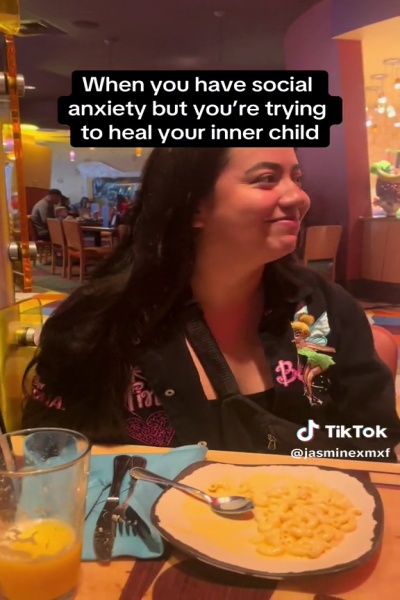 When you have social
anxiety but you’re trying
to heal your inner child
TikTok
@jasminexmxf